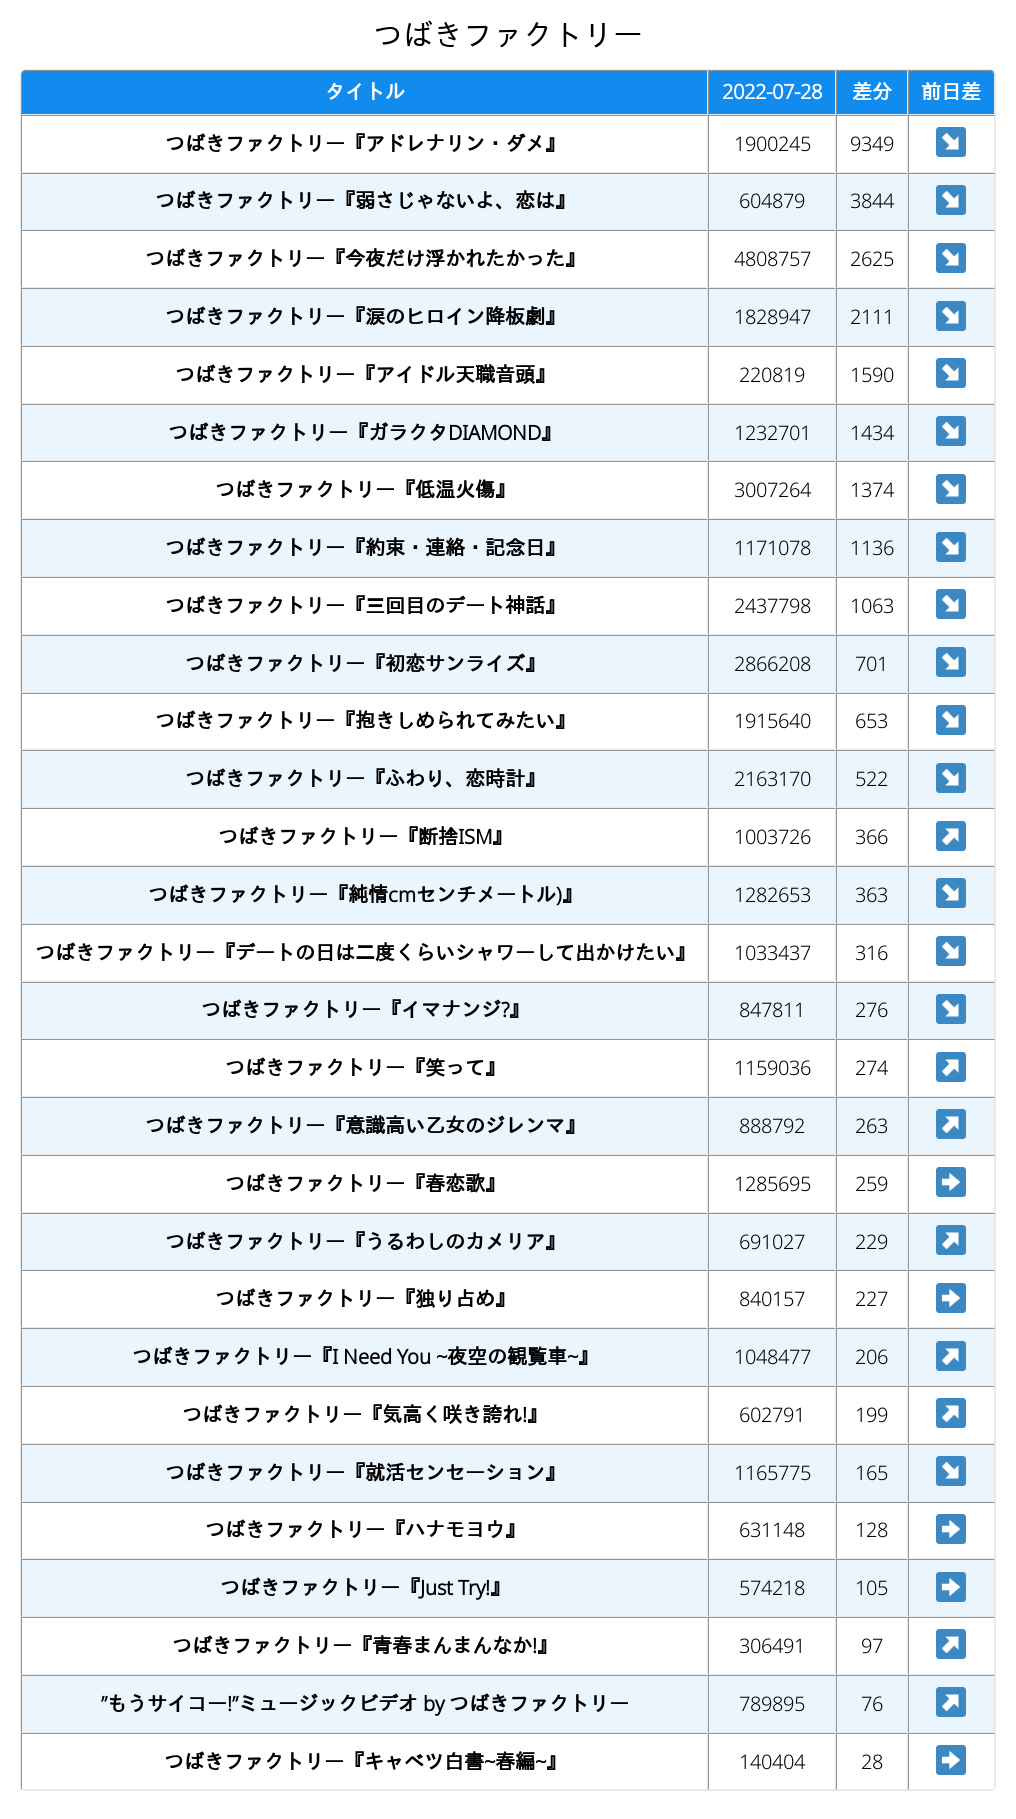 つばきファクトリー
タイトル 2022-07-28 差分 前日差
つばきファクトリー『アドレナリン・ダメ』 1900245 9349 ↘
つばきファクトリー『弱さじゃないよ、恋は』 604879 3844 ↘
つばきファクトリー『今夜だけ浮かれたかった』 4808757 2625 ↘
つばきファクトリー『涙のヒロイン降板劇』 1828947 2111 ↘
つばきファクトリー『アイドル天職音頭』 220819 1590 ↘
つばきファクトリー『ガラクタDIAMOND』 1232701 1434 ↘
つばきファクトリー『低温火傷』 3007264 1374 ↘
つばきファクトリー『約束・連絡・記念日』 1171078 1136 ↘
つばきファクトリー『三回目のデート神話』 2437798 1063 ↘
つばきファクトリー『初恋サンライズ』 2866208 701 ↘
つばきファクトリー『抱きしめられてみたい』 1915640 653 ↘
つばきファクトリー『ふわり、恋時計』 2163170 522 ↘
つばきファクトリー『断捨ISM』 1003726 366 ↗
つばきファクトリー『純情cmセンチメートル)』 1282653 363 ↘
つばきファクトリー『デートの日は二度くらいシャワーして出かけたい』 1033437 316 ↘
つばきファクトリー『イマナンジ?』 847811 276 ↘
つばきファクトリー『笑って』 1159036 274 ↗
つばきファクトリー『意識高い乙女のジレンマ』 888792 263 ↗
つばきファクトリー『春恋歌』 1285695 259 ➡
つばきファクトリー『うるわしのカメリア』 691027 229 ↗
つばきファクトリー『独り占め』 840157 227 ➡
つばきファクトリー『I Need You ~夜空の観覧車~』 1048477 206 ↗
つばきファクトリー『気高く咲き誇れ!』 602791 199 ↗
つばきファクトリー『就活センセーション』 1165775 165 ↘
つばきファクトリー『ハナモヨウ』 631148 128 ➡
つばきファクトリー『Just Try!』 574218 105 ➡
つばきファクトリー『青春まんまんなか!』 306491 97 ↗
”もうサイコー!”ミュージックビデオ by つばきファクトリー 789895 76 ↗
つばきファクトリー『キャベツ白書~春編~』 140404 28 ➡